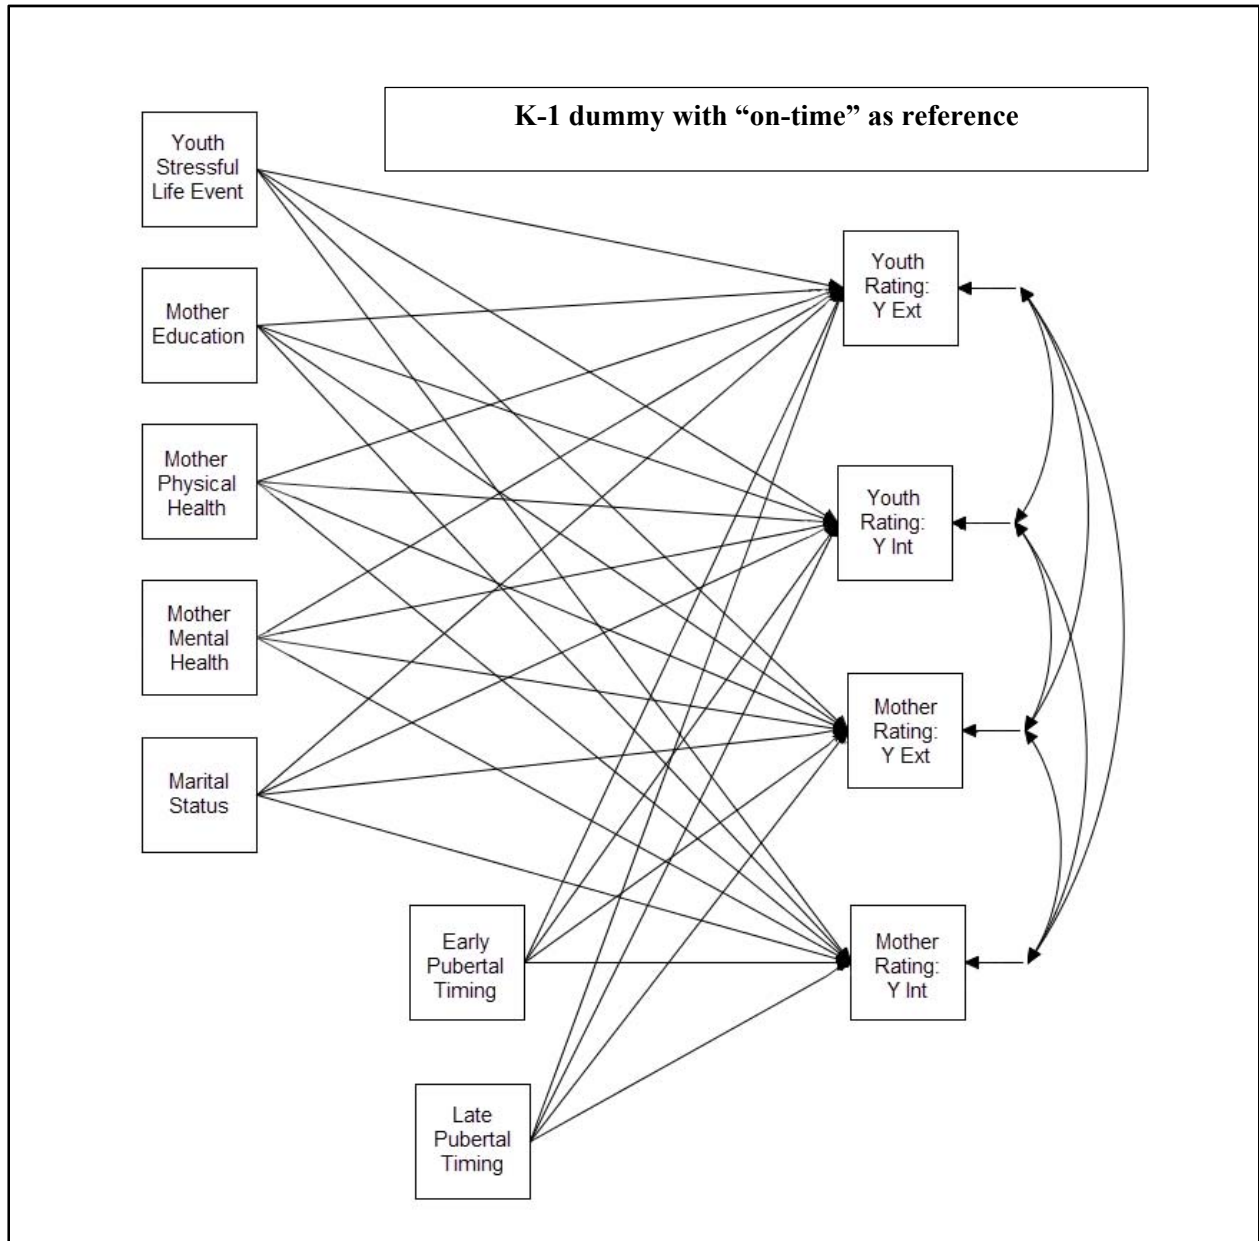 K-1 dummy with “on-time” as reference
Youth
Stressful
Life Event
Mother
Education
Mother
Physical
Health
Mother
Mental
Health
Marital
Status
Early
Pubertal
Timing
Late
Pubertal
Timing
Youth
Rating:
Y Ext
Youth
Rating:
Y Int
Mother
Rating:
Y Ext
Mother
Rating:
Y Int